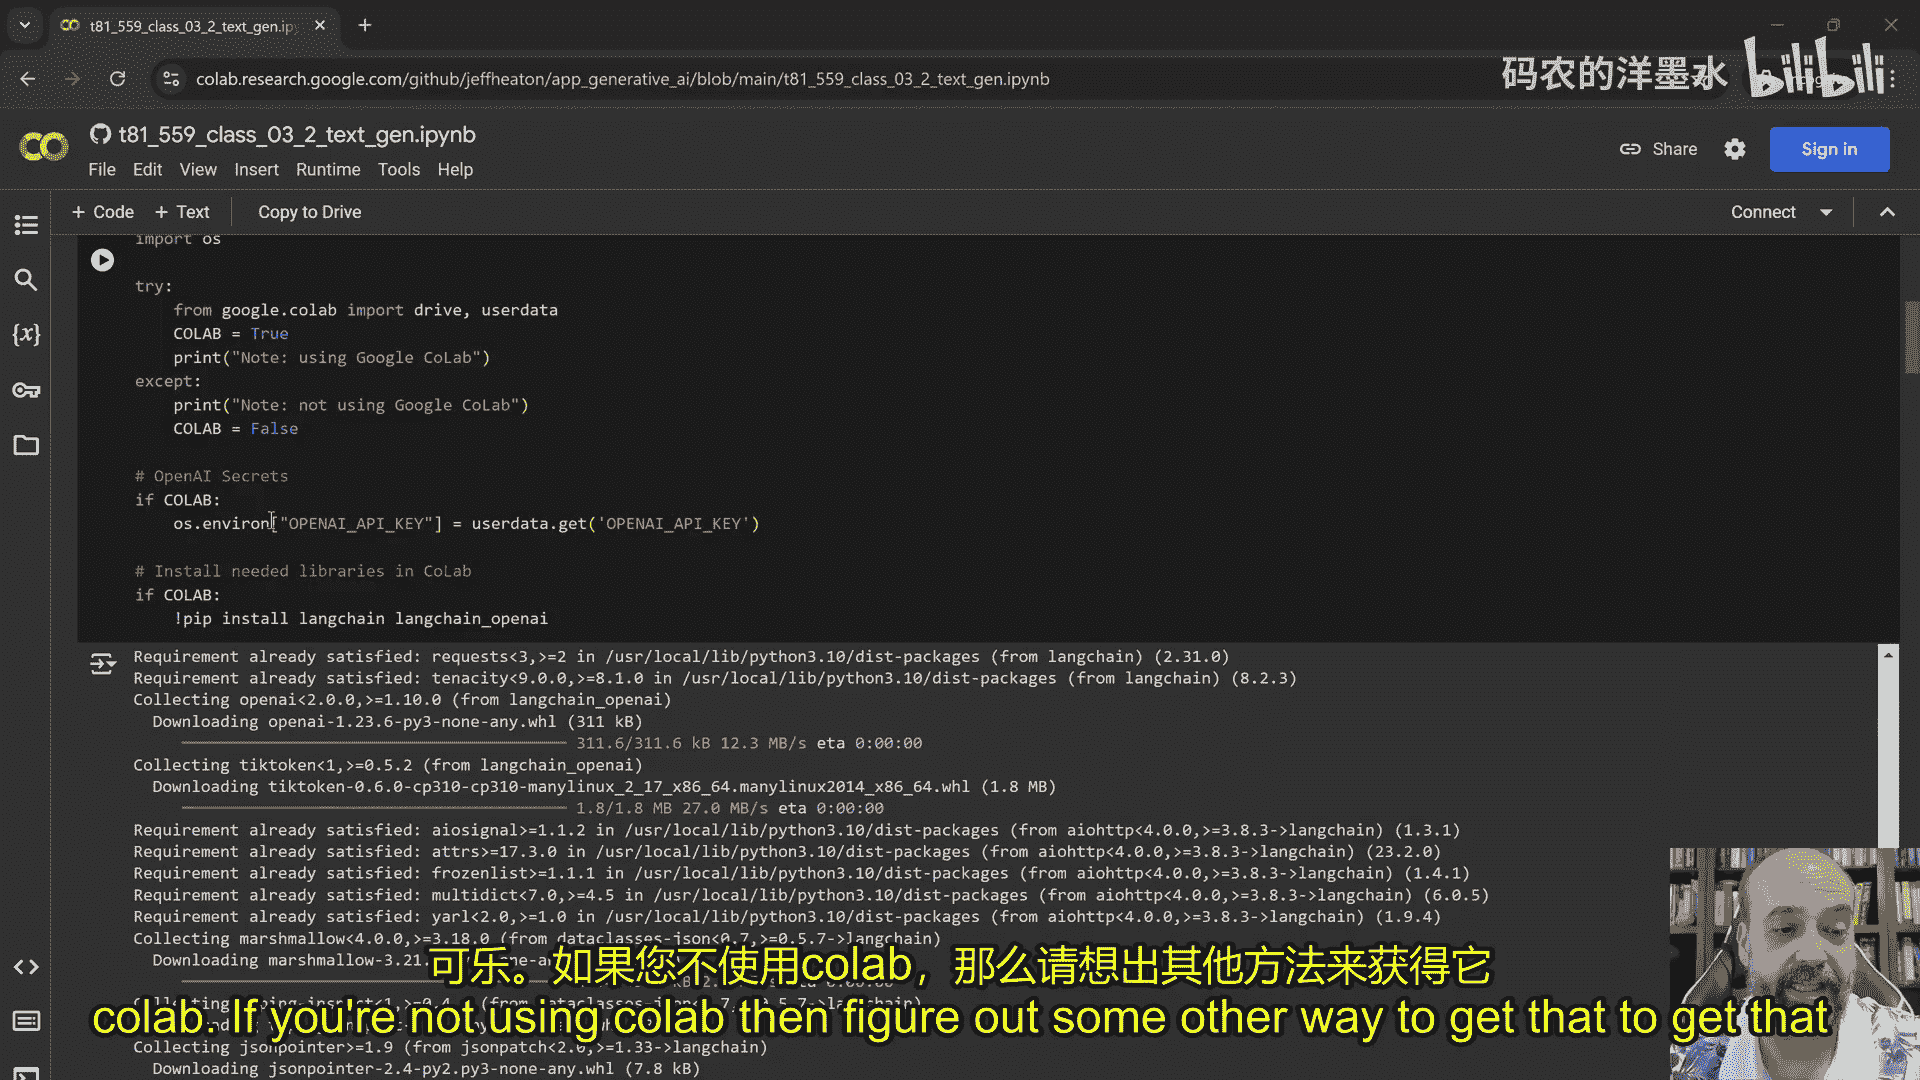 t81_559_class_03_2_text_gen.ipy
colab.research.google.com/github/jeffheaton/app_generative_ai/blob/main/t81_559_class_03_2_text_gen.ipynb
码农的洋墨水 bilibili
t81_559_class_03_2_text_gen.ipynb
File Edit View Insert Runtime Tools Help
Share
Sign in
+ Code + Text Copy to Drive
Connect
import os
try:
from google.colab import drive, userdata
COLAB = True
print("Note: using Google CoLab")
except:
print("Note: not using Google CoLab")
COLAB = False
# OpenAI Secrets
if COLAB:
os.environ["OPENAI_API_KEY"] = userdata.get('OPENAI_API_KEY')
# Install needed libraries in CoLab
if COLAB:
!pip install langchain langchain_openai
Requirement already satisfied: requests<3,>=2 in /usr/local/lib/python3.10/dist-packages (from langchain) (2.31.0)
Requirement already satisfied: tenacity<9.0.0,>=8.1.0 in /usr/local/lib/python3.10/dist-packages (from langchain) (8.2.3)
Collecting openai<2.0.0,>=1.10.0 (from langchain_openai)
Downloading openai-1.23.6-py3-none-any.whl (311 kB)
311.6/311.6 kB 12.3 MB/s eta 0:00:00
Collecting tiktoken<1,>=0.5.2 (from langchain_openai)
Downloading tiktoken-0.6.0-cp310-cp310-manylinux_2_17_x86_64.manylinux2014_x86_64.whl (1.8 MB)
1.8/1.8 MB 27.0 MB/s eta 0:00:00
Requirement already satisfied: aiosignal>=1.1.2 in /usr/local/lib/python3.10/dist-packages (from aiohttp<4.0.0,>=3.8.3->langchain) (1.3.1)
Requirement already satisfied: attrs>=17.3.0 in /usr/local/lib/python3.10/dist-packages (from aiohttp<4.0.0,>=3.8.3->langchain) (23.2.0)
Requirement already satisfied: frozenlist>=1.1.1 in /usr/local/lib/python3.10/dist-packages (from aiohttp<4.0.0,>=3.8.3->langchain) (1.4.1)
Requirement already satisfied: multidict<7.0,>=4.5 in /usr/local/lib/python3.10/dist-packages (from aiohttp<4.0.0,>=3.8.3->langchain) (6.0.5)
Requirement already satisfied: yarl<2.0,>=1.0 in /usr/local/lib/python3.10/dist-packages (from aiohttp<4.0.0,>=3.8.3->langchain) (1.9.4)
Collecting marshmallow<4.0.0,>=3.18.0 (from dataclasses-json<0.7,>=0.5.7->langchain)
Downloading
可乐。如果您不使用colab，那么请想出其他方法来获得它
colab. If you're not using colab then figure out some other way to get that to get that
Collecting jsonpointer>=1.9 (from jsonpatch<2.0,>=1.33->langchain)
Downloading jsonpointer-2.4-py2.py3-none-any.whl (7.8 kB)